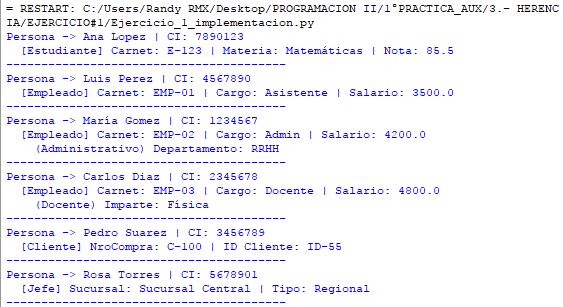 = RESTART: C:/Users/Randy RMX/Desktop/PROGRAMACION II/1°PRACTICA_AUX/3.- HERENC
IA/EJERCICIO#1/Ejercicio_1_implementacion.py
Persona -> Ana Lopez | CI: 7890123
  [Estudiante] Carnet: E-123 | Materia: Matemáticas | Nota: 85.5
----------------------------------------
Persona -> Luis Perez | CI: 4567890
  [Empleado] Carnet: EMP-01 | Cargo: Asistente | Salario: 3500.0
----------------------------------------
Persona -> María Gomez | CI: 1234567
  [Empleado] Carnet: EMP-02 | Cargo: Admin | Salario: 4200.0
    (Administrativo) Departamento: RRHH
----------------------------------------
Persona -> Carlos Diaz | CI: 2345678
  [Empleado] Carnet: EMP-03 | Cargo: Docente | Salario: 4800.0
    (Docente) Imparte: Física
----------------------------------------
Persona -> Pedro Suarez | CI: 3456789
  [Cliente] NroCompra: C-100 | ID Cliente: ID-55
----------------------------------------
Persona -> Rosa Torres | CI: 5678901
  [Jefe] Sucursal: Sucursal Central | Tipo: Regional
----------------------------------------